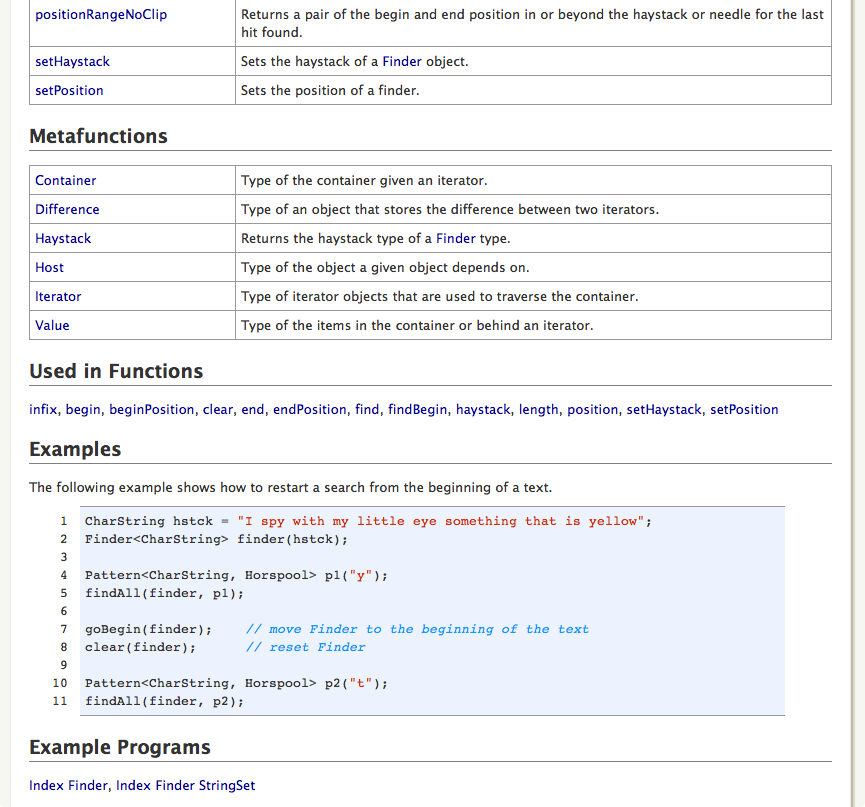 positionRangeNoClip Returns a pair of the begin and end position in or beyond the haystack or needle for the last
hit found.
setHaystack Sets the haystack of a Finder object.
setPosition Sets the position of a finder.
Metafunctions
Container Type of the container given an iterator.
Difference Type of an object that stores the difference between two iterators.
Haystack Returns the haystack type of a Finder type.
Host Type of the object a given object depends on.
Iterator Type of iterator objects that are used to traverse the container.
Value Type of the items in the container or behind an iterator.
Used in Functions
infix, begin, beginPosition, clear, end, endPosition, find, findBegin, haystack, length, position, setHaystack, setPosition
Examples
The following example shows how to restart a search from the beginning of a text.
1 CharString hstck = "I spy with my little eye something that is yellow";
2 Finder<CharString> finder(hstck);
3
4 Pattern<CharString, Horspool> p1("y");
5 findAll(finder, p1);
6
7 goBegin(finder);    // move Finder to the beginning of the text
8 clear(finder);      // reset Finder
9
10 Pattern<CharString, Horspool> p2("t");
11 findAll(finder, p2);
Example Programs
Index Finder, Index Finder StringSet